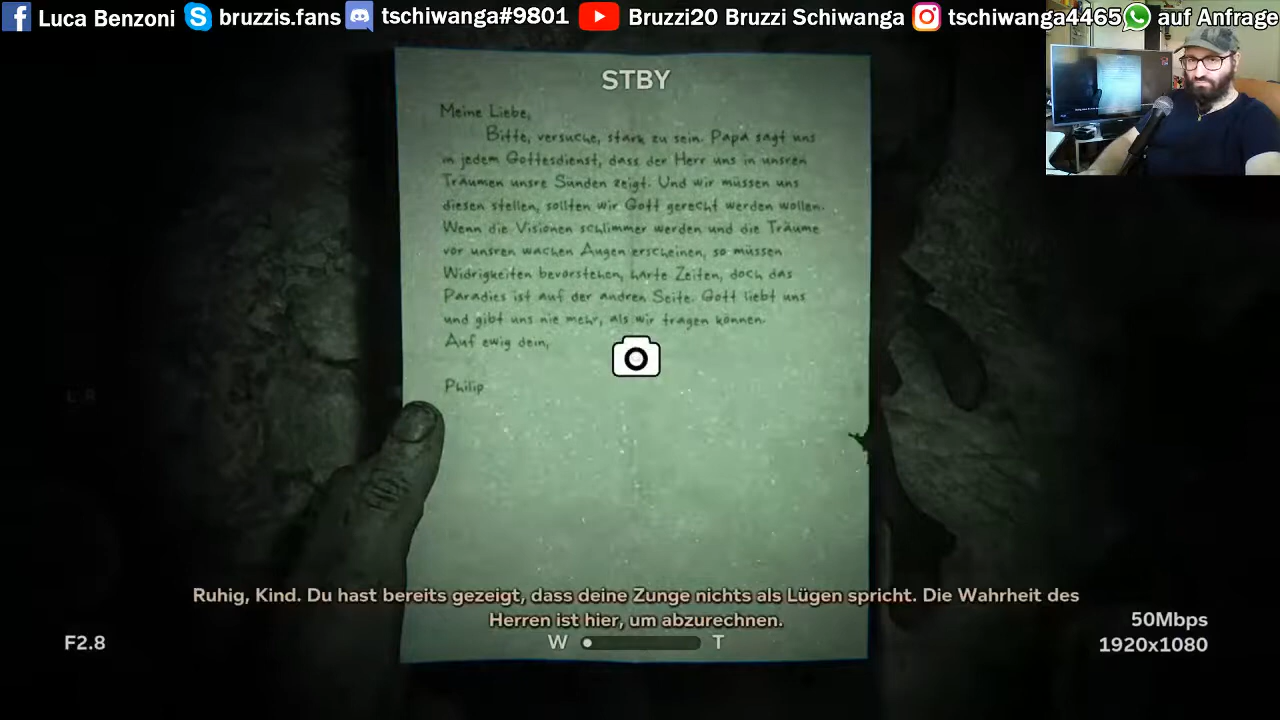 Luca Benzoni bruzzis.fans tschiwanga#9801 Bruzzi20 Bruzzi Schiwanga tschiwanga4465 auf Anfrage
STBY
Meine Liebe,
Bitte, versuche, stark zu sein. Papa sagt uns
in jedem Gottesdienst, dass der Herr uns in unsren
Träumen unsre Sünden zeigt. Und wir müssen uns
diesen stellen, sollten wir Gott gerecht werden wollen.
Wenn die Visionen schlimmer werden und die Träume
vor unsren wachen Augen erscheinen, so müssen
Widrigkeiten bevorstehen, harte Zeiten, doch das
Paradies ist auf der andren Seite. Gott liebt uns
und gibt uns nie mehr, als wir tragen können.
Auf ewig dein,
Philip
Ruhig, Kind. Du hast bereits gezeigt, dass deine Zunge nichts als Lügen spricht. Die Wahrheit des
Herren ist hier, um abzurechnen.
F2.8
W T
50Mbps
1920x1080